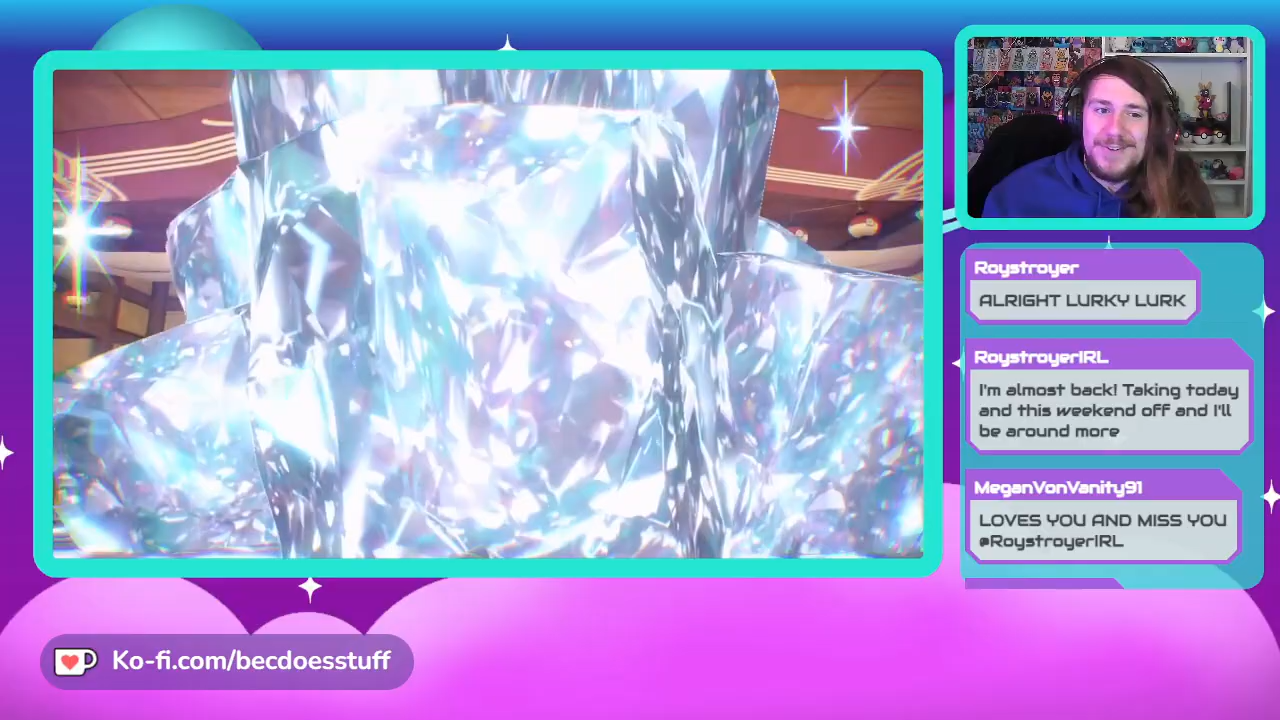 Roystroyer
ALRIGHT LURKY LURK
RoystroyerIRL
I'm almost back! Taking today
and this weekend off and I'll
be around more
MeganVonVanity91
LOVES YOU AND MISS YOU
@RoystroyerIRL
Ko-fi.com/becdoesstuff